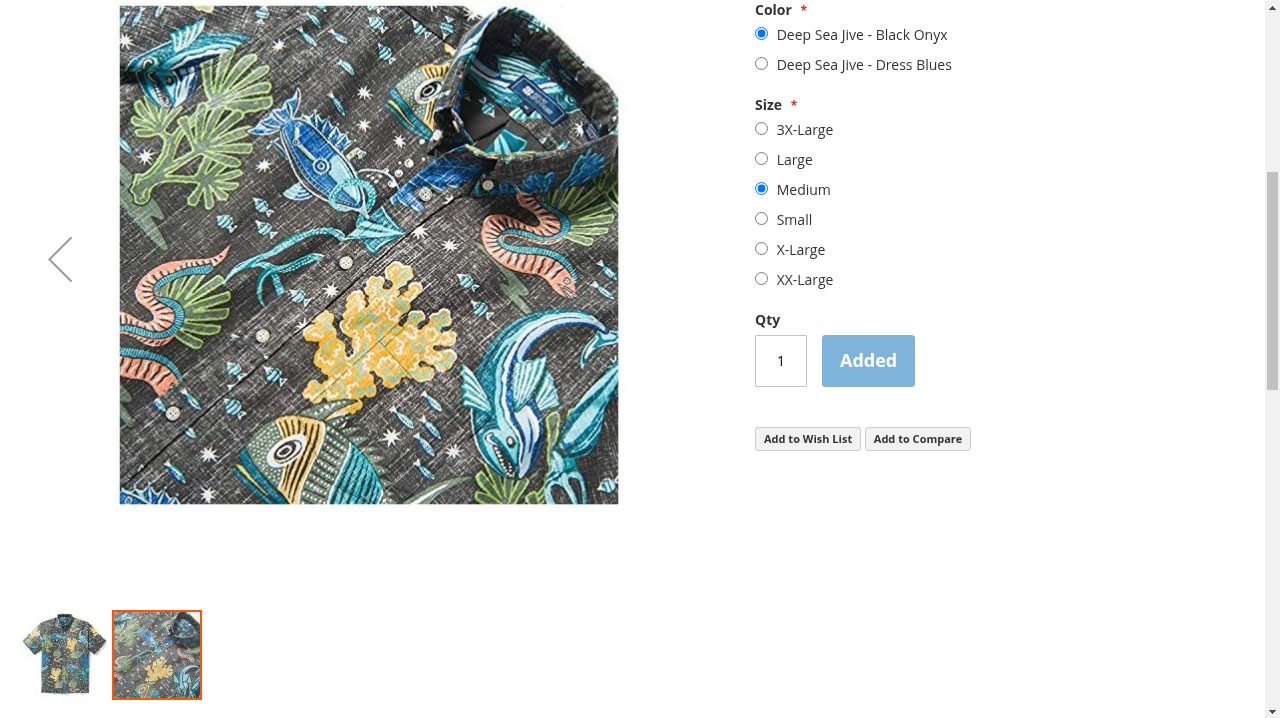 Color *
Deep Sea Jive - Black Onyx
Deep Sea Jive - Dress Blues
Size *
3X-Large
Large
Medium
Small
X-Large
XX-Large
Qty
1
Added
Add to Wish List
Add to Compare